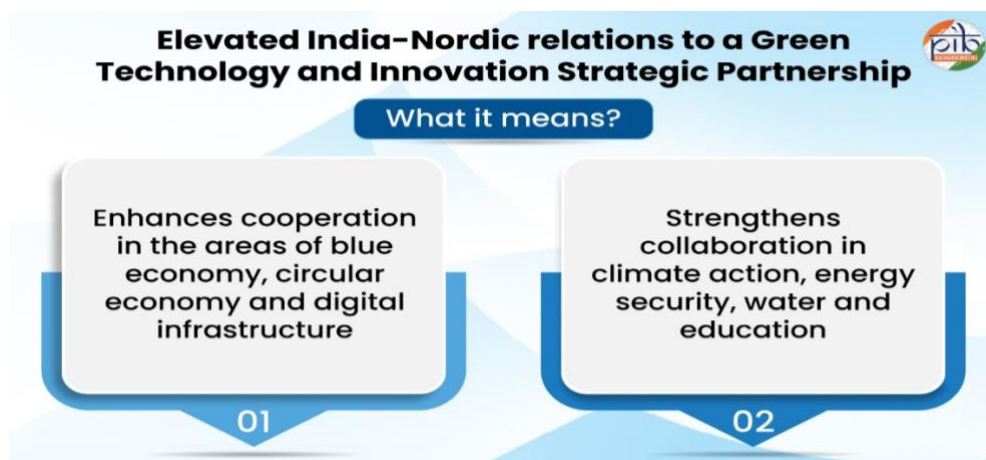 Elevated India-Nordic relations to a Green
Technology and Innovation Strategic Partnership
pib
What it means?
Enhances cooperation
in the areas of blue
economy, circular
economy and digital
infrastructure
01
Strengthens
collaboration in
climate action, energy
security, water and
education
02